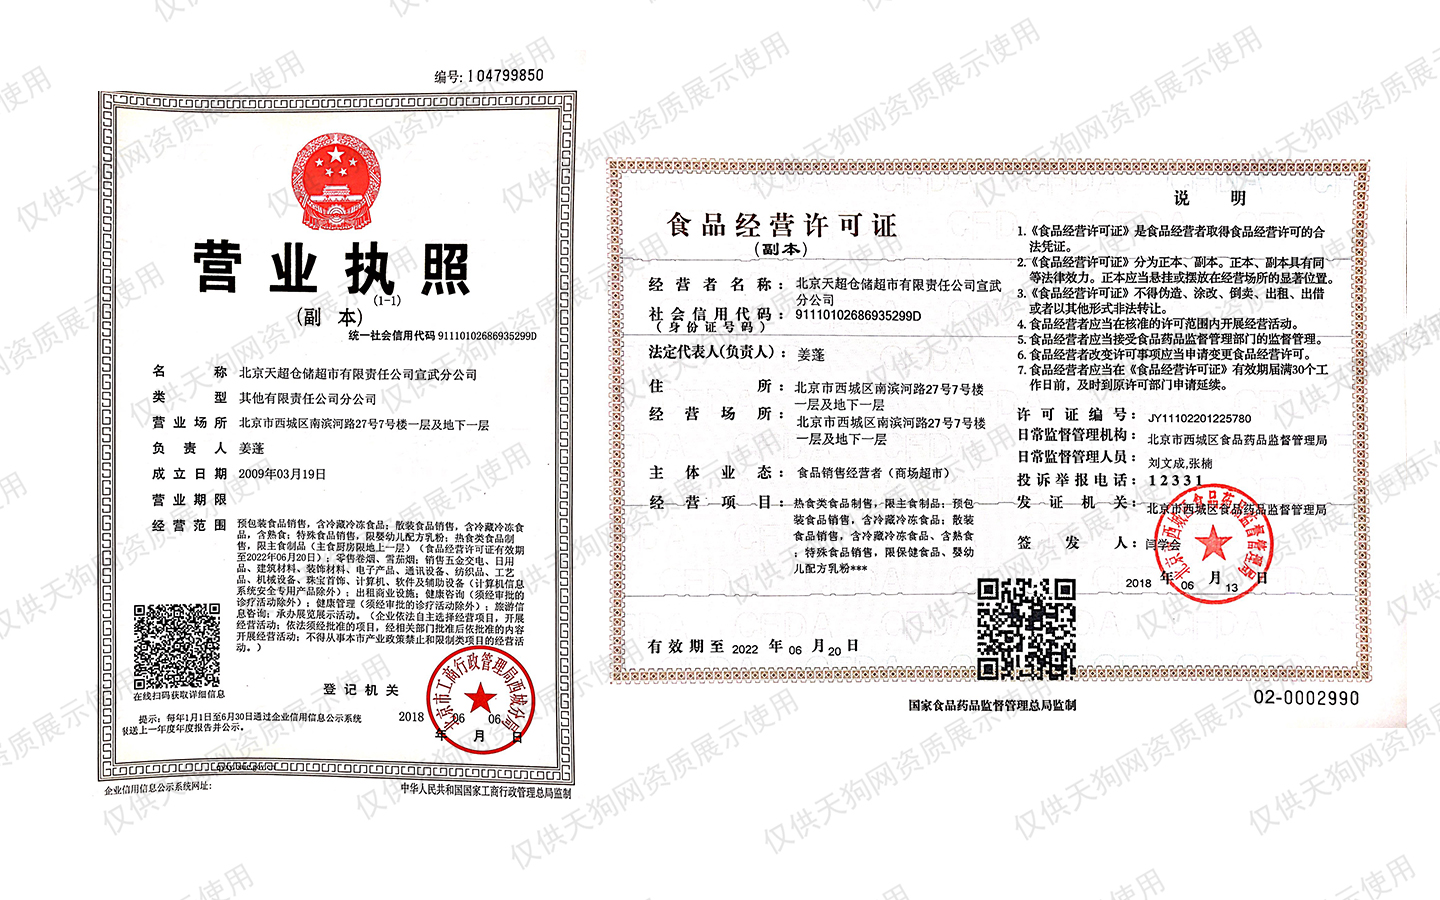 编号:104799850
营业执照
(副 本)
(1-1)
统一社会信用代码 91110102686935299D
名 称 北京天超仓储超市有限责任公司宣武分公司
类 型 其他有限责任公司分公司
营业场所 北京市西城区南滨河路27号7号楼一层及地下一层
负 责 人 姜蓬
成立日期 2009年03月19日
营业期限
经营范围 预包装食品销售，含冷藏冷冻食品；散装食品销售，含冷藏冷冻食
品，含熟食；特殊食品销售，限婴幼儿配方乳粉；热食类食品制
售，限主食制品（主食厨房限地上一层）（食品经营许可证有效期
至2022年06月20日）；零售卷烟、雪茄烟；销售五金交电、日用
品、建筑材料、装饰材料、电子产品、通讯设备、纺织品、工艺
品、机械设备、珠宝首饰、计算机、软件及辅助设备（计算机信息
系统安全专用产品除外）；出租商业设施；健康咨询（须经审批的
诊疗活动除外）；健康管理（须经审批的诊疗活动除外）；旅游信
息咨询；承办展览展示活动。（企业依法自主选择经营项目，开展
经营活动；依法须经批准的项目，经相关部门批准后依批准的内容
开展经营活动；不得从事本市产业政策禁止和限制类项目的经营活
动。）
在线扫码获取详细信息
登记机关
北京市工商行政管理局西城分局
2018 年 06 月 06 日
提示：每年1月1日至6月30日通过企业信用信息公示系统
报送上一年度年度报告并公示。
企业信用信息公示系统网址：
中华人民共和国国家工商行政管理总局监制
食品经营许可证
(副本)
经营者名称：北京天超仓储超市有限责任公司宣武
分公司
社会信用代码：91110102686935299D
(身份证号码)
法定代表人(负责人)：姜蓬
住 所：北京市西城区南滨河路27号7号楼
一层及地下一层
经营场所：北京市西城区南滨河路27号7号楼
一层及地下一层
主体业态：食品销售经营者（商场超市）
经营项目：热食类食品制售，限主食制品；预包
装食品销售，含冷藏冷冻食品；散装
食品销售，含冷藏冷冻食品、含熟食
；特殊食品销售，限保健食品、婴幼
儿配方乳粉***
有效期至 2022 年 06 月 20 日
说 明
1.《食品经营许可证》是食品经营者取得食品经营许可的合
法凭证。
2.《食品经营许可证》分为正本、副本。正本、副本具有同
等法律效力。正本应当悬挂或摆放在经营场所的显著位置。
3.《食品经营许可证》不得伪造、涂改、倒卖、出租、出借
或者以其他形式非法转让。
4. 食品经营者应当在核准的许可范围内开展经营活动。
5. 食品经营者应当接受食品药品监督管理部门的监督管理。
6. 食品经营者改变许可事项应当申请变更食品经营许可。
7. 食品经营者应当在《食品经营许可证》有效期届满30个工
作日前，及时到原许可部门申请延续。
许可证编号：JY11102201225780
日常监督管理机构：北京市西城区食品药品监督管理局
日常监督管理人员：刘文成,张楠
投诉举报电话：12331
发证机关：北京市西城区食品药品监督管理局
签 发 人：闫学会
北京市西城区食品药品监督管理局
2018 年 06 月 13 日
国家食品药品监督管理总局监制
02-0002990
仅供天狗网资质展示使用